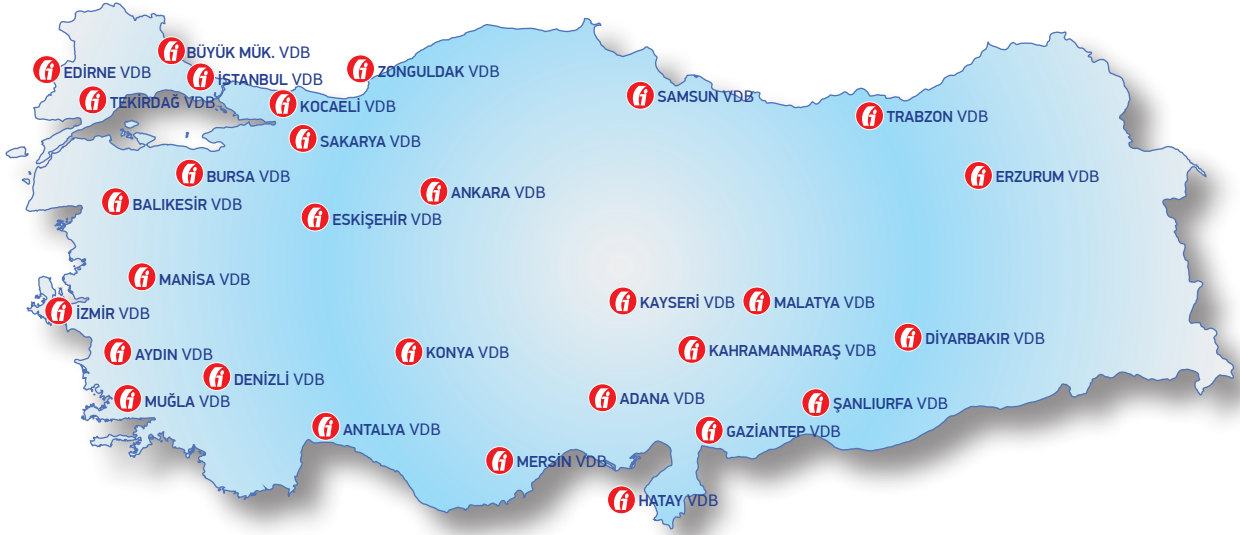 BÜYÜK MÜK. VDB
EDİRNE VDB
İSTANBUL VDB
ZONGULDAK VDB
TEKİRDAĞ VDB
KOCAELİ VDB
SAMSUN VDB
TRABZON VDB
SAKARYA VDB
BURSA VDB
ERZURUM VDB
ANKARA VDB
BALIKESİR VDB
ESKİŞEHİR VDB
MANİSA VDB
KAYSERİ VDB
MALATYA VDB
İZMİR VDB
DİYARBAKIR VDB
AYDIN VDB
KONYA VDB
KAHRAMANMARAŞ VDB
DENİZLİ VDB
MUĞLA VDB
ADANA VDB
ŞANLIURFA VDB
ANTALYA VDB
GAZİANTEP VDB
MERSİN VDB
HATAY VDB